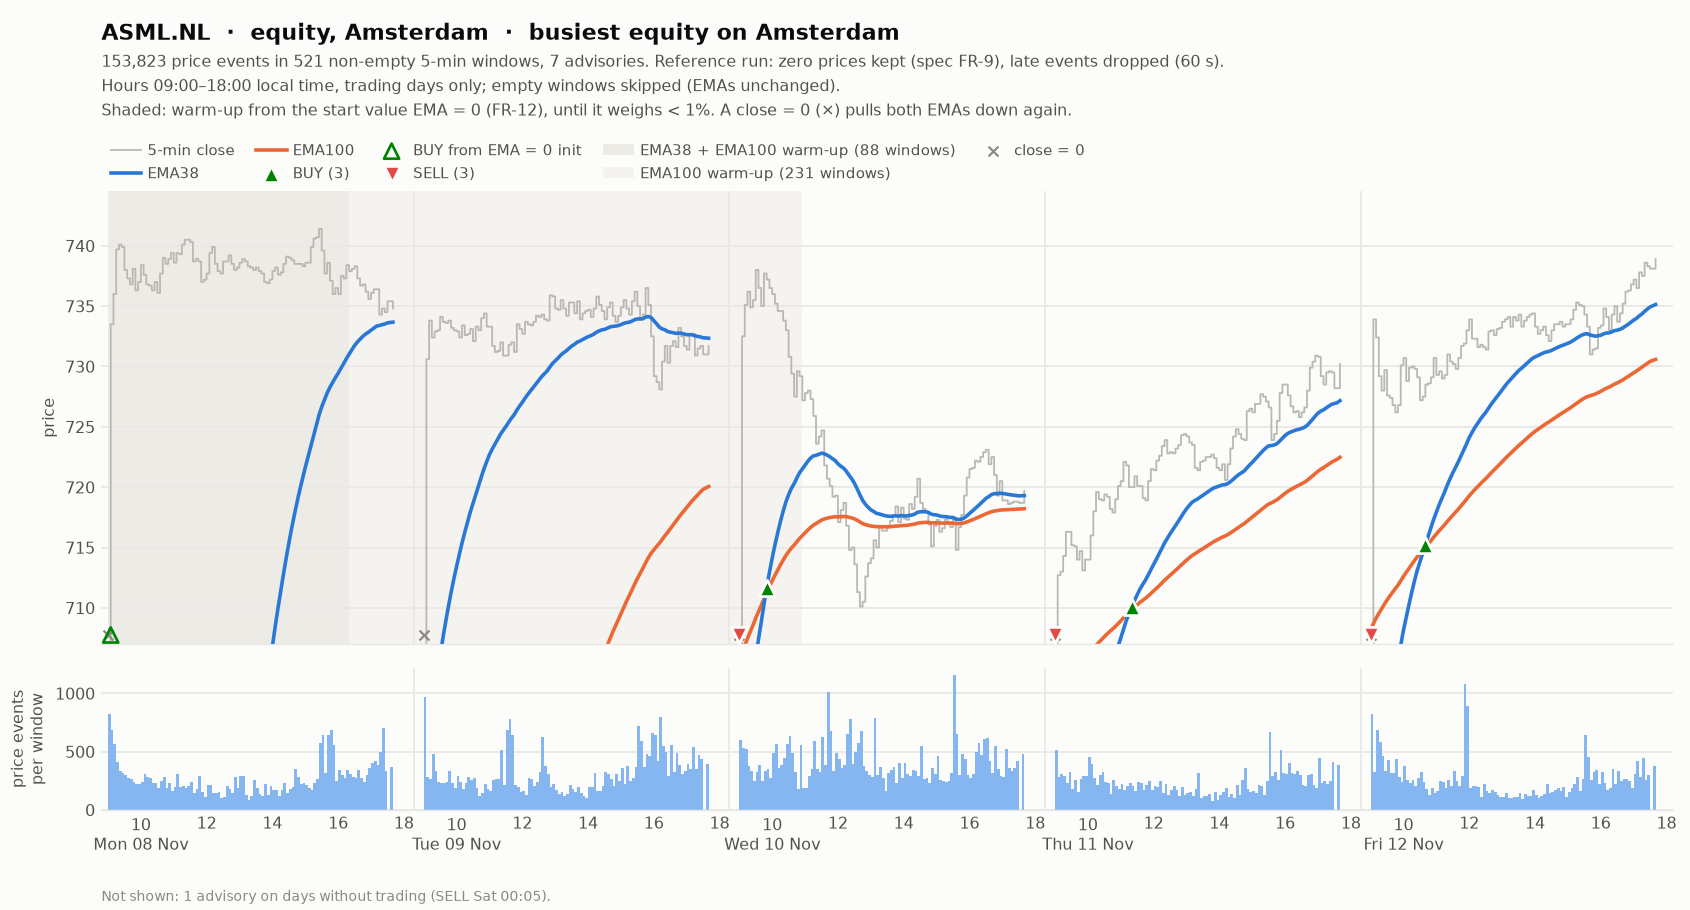 ASML.NL · equity, Amsterdam · busiest equity on Amsterdam
153,823 price events in 521 non-empty 5-min windows, 7 advisories. Reference run: zero prices kept (spec FR-9), late events dropped (60 s).
Hours 09:00–18:00 local time, trading days only; empty windows skipped (EMAs unchanged).
Shaded: warm-up from the start value EMA = 0 (FR-12), until it weighs < 1%. A close = 0 (×) pulls both EMAs down again.
5-min close EMA100 BUY from EMA = 0 init EMA38 + EMA100 warm-up (88 windows) close = 0
EMA38 BUY (3) SELL (3) EMA100 warm-up (231 windows)
740
735
730
725
720
715
710
price
1000
500
0
price events
per window
10 12 14 16 18 10 12 14 16 18 10 12 14 16 18 10 12 14 16 18 10 12 14 16 18
Mon 08 Nov Tue 09 Nov Wed 10 Nov Thu 11 Nov Fri 12 Nov
Not shown: 1 advisory on days without trading (SELL Sat 00:05).